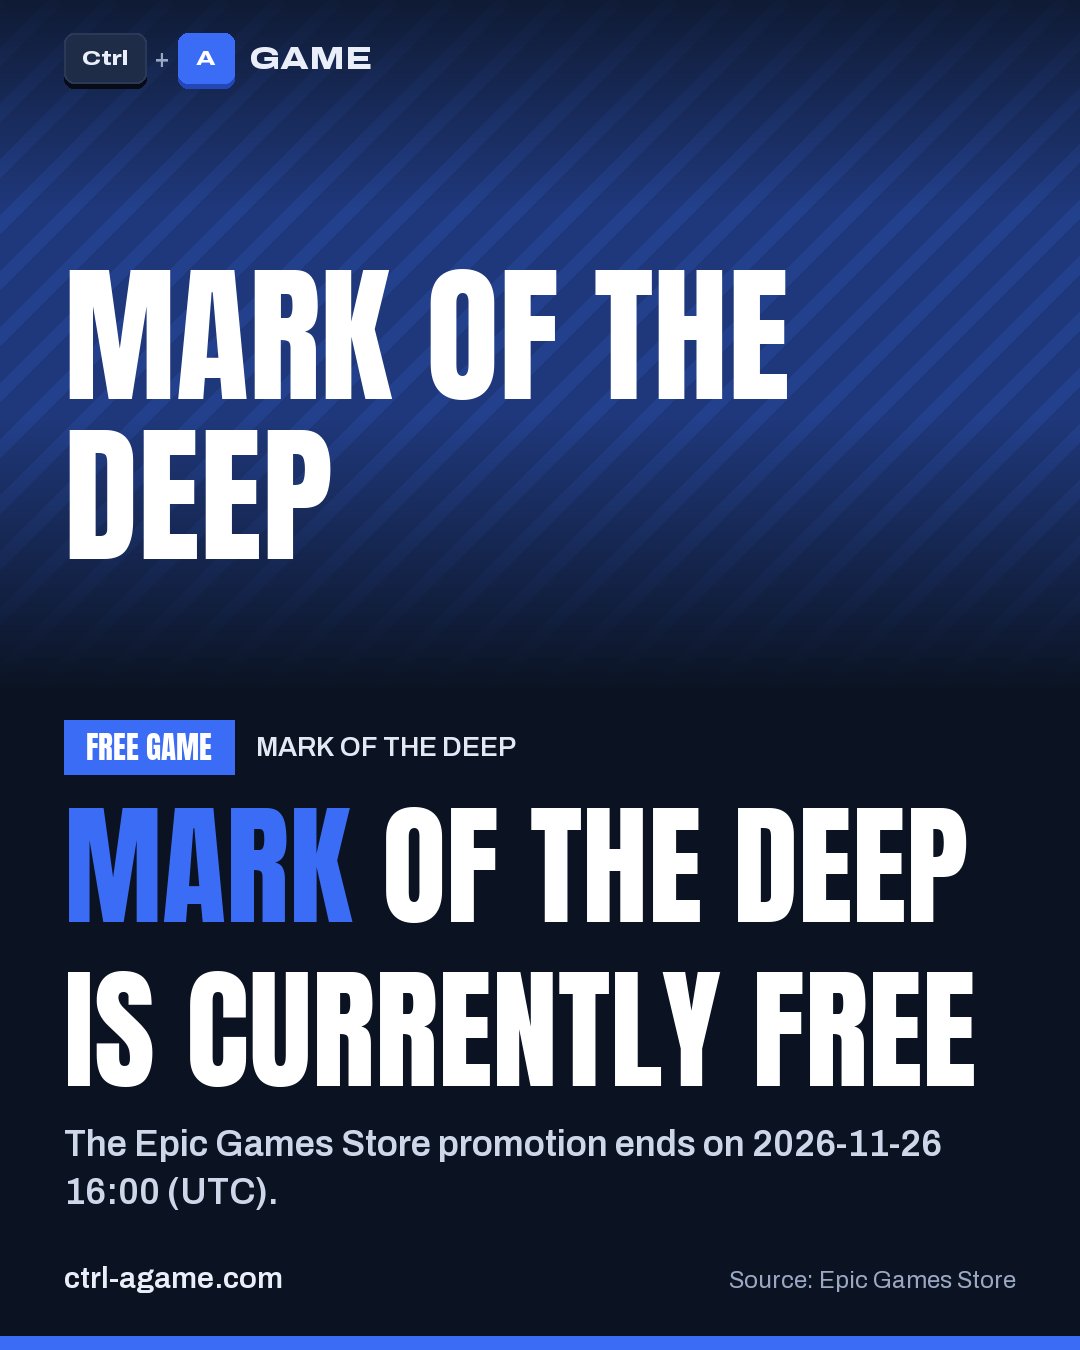 Ctrl + A GAME
MARK OF THE
DEEP
FREE GAME MARK OF THE DEEP
MARK OF THE DEEP
IS CURRENTLY FREE
The Epic Games Store promotion ends on 2026-11-26
16:00 (UTC).
ctrl-agame.com Source: Epic Games Store